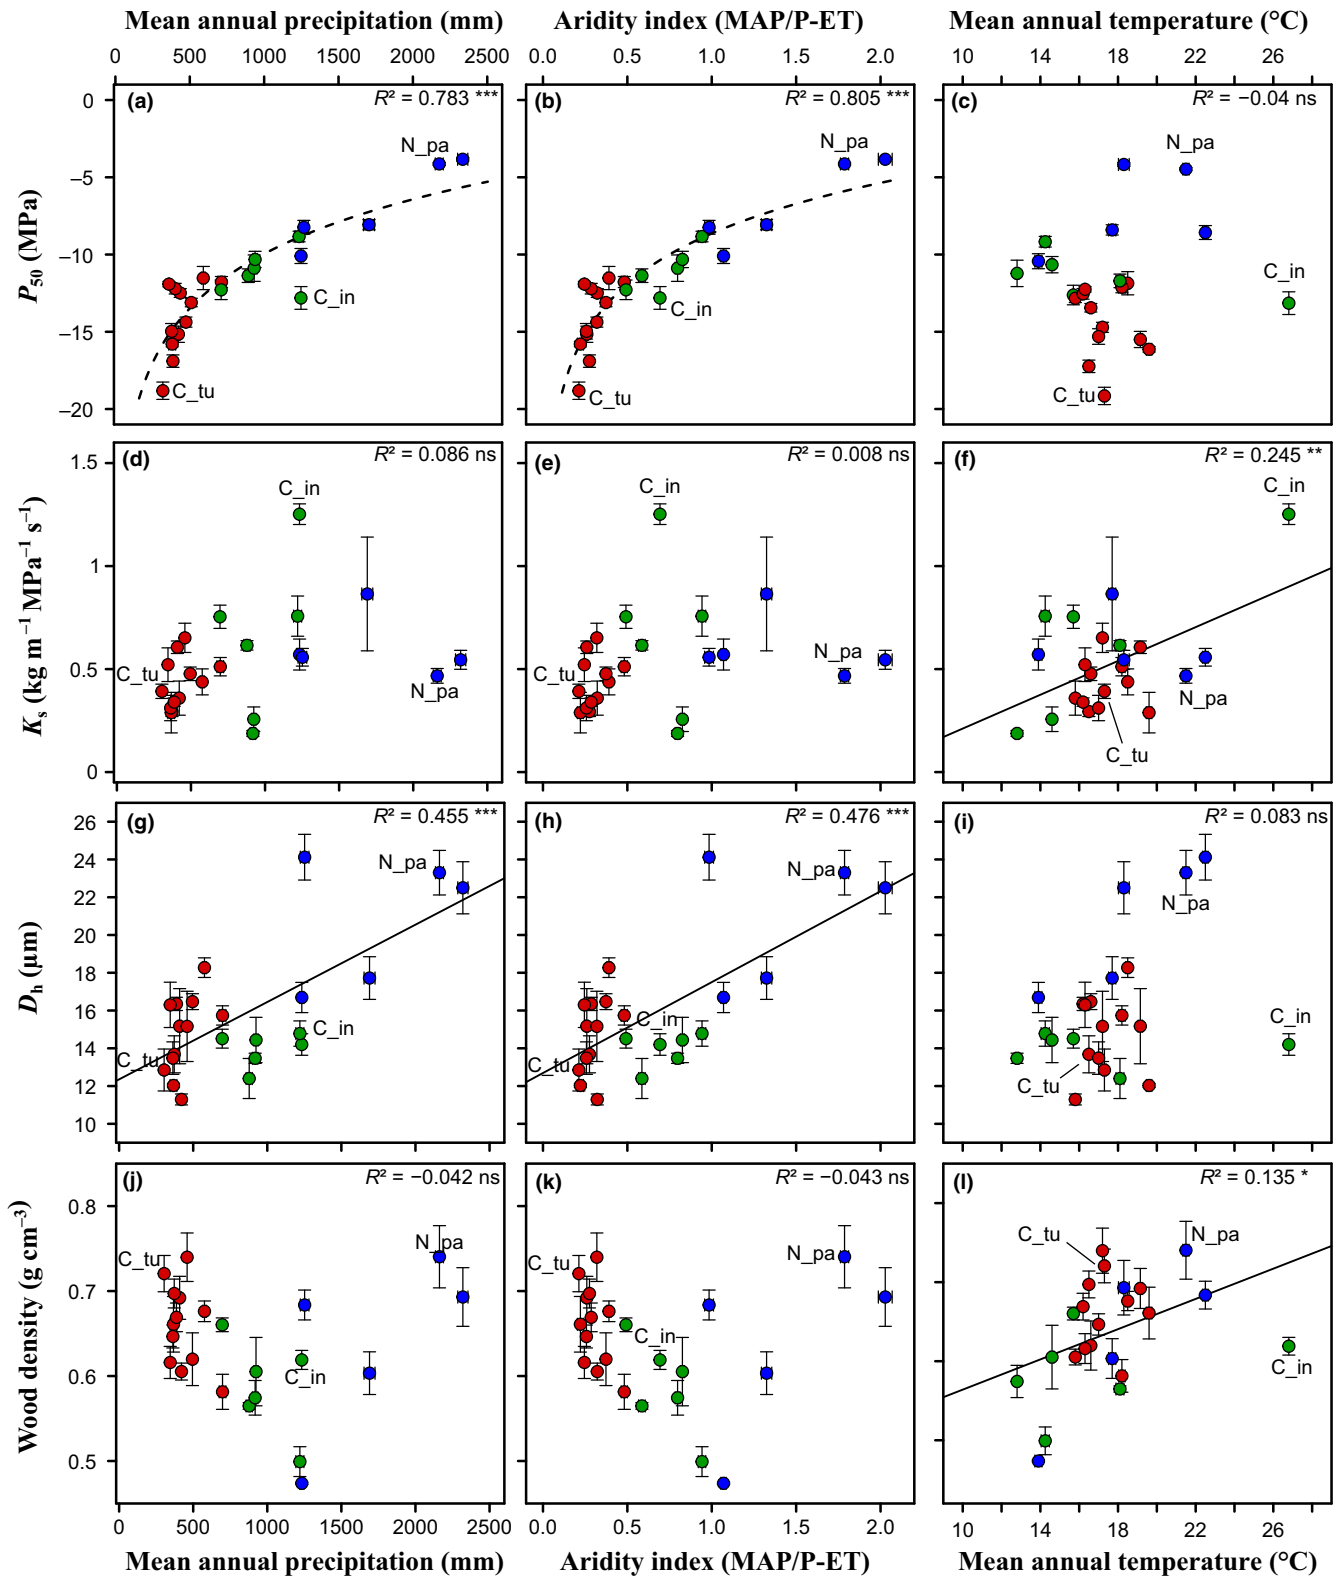 Mean annual precipitation (mm) Aridity index (MAP/P-ET) Mean annual temperature (°C)
0 500 1000 1500 2000 2500 0.0 0.5 1.0 1.5 2.0 10 14 18 22 26
(a) R² = 0.783 *** (b) R² = 0.805 *** (c) R² = −0.04 ns
0
N_pa N_pa N_pa
−5
P₅₀ (MPa)
−10
C_in C_in C_in
−15
C_tu C_tu C_tu
−20
(d) R² = 0.086 ns (e) R² = 0.008 ns (f) R² = 0.245 **
1.5
C_in C_in C_in
1
Kₛ (kg m⁻¹ MPa⁻¹ s⁻¹)
C_tu C_tu N_pa
0.5
N_pa N_pa
C_tu
0
(g) R² = 0.455 *** (h) R² = 0.476 *** (i) R² = 0.083 ns
26
24
N_pa N_pa
22
N_pa
20
Dₕ (µm)
18
16
C_in C_in C_in
14
C_tu C_tu C_tu
12
10
(j) R² = −0.042 ns (k) R² = −0.043 ns (l) R² = 0.135 *
0.8
C_tu N_pa C_tu N_pa C_tu N_pa
0.7
Wood density (g cm⁻³)
C_in C_in C_in
0.6
0.5
0 500 1000 1500 2000 2500 0.0 0.5 1.0 1.5 2.0 10 14 18 22 26
Mean annual precipitation (mm) Aridity index (MAP/P-ET) Mean annual temperature (°C)